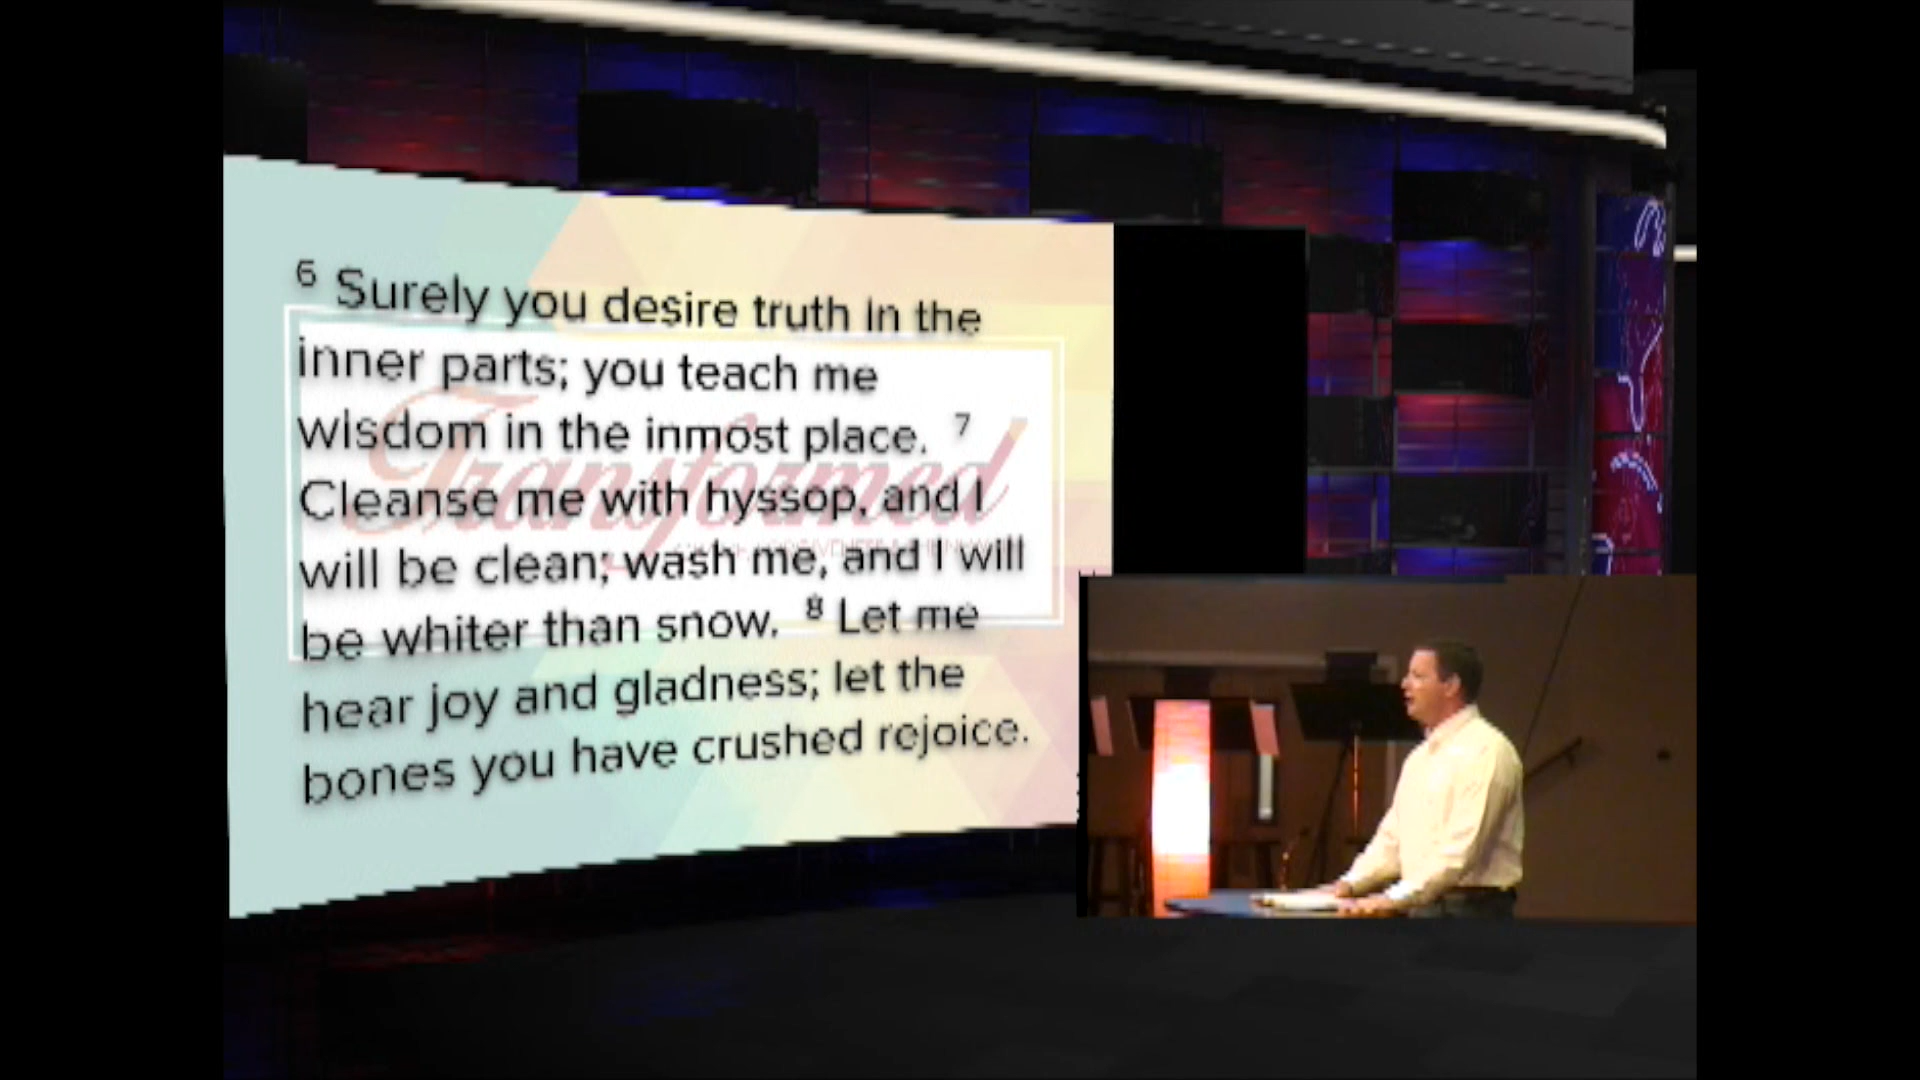 6 Surely you desire truth in the
inner parts; you teach me
wisdom in the inmost place. 7
Cleanse me with hyssop, and I
will be clean; wash me, and I will
be whiter than snow. 8 Let me
hear joy and gladness; let the
bones you have crushed rejoice.
Transformed